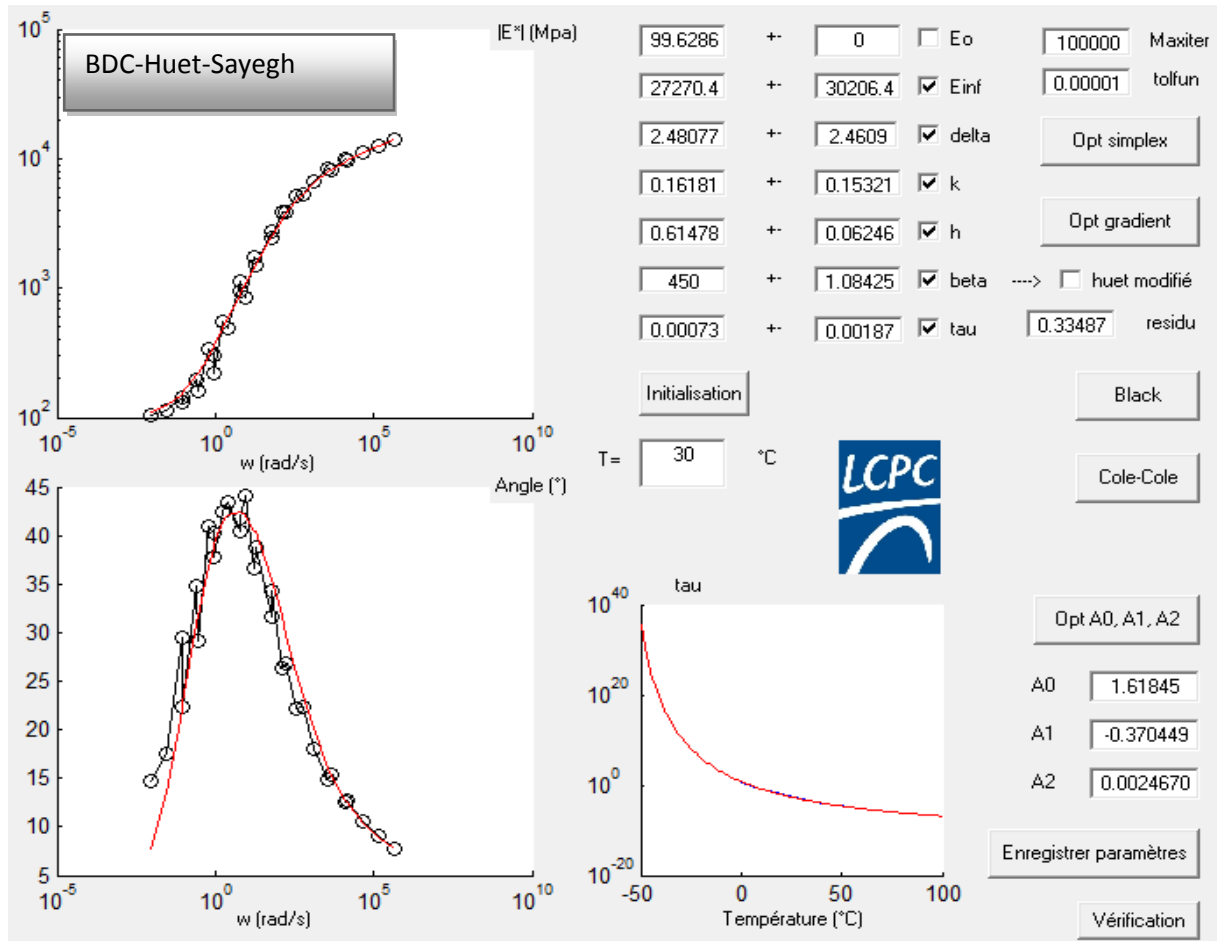 BDC-Huet-Sayegh
|E*| (Mpa)
10^5
10^4
10^3
10^2
10^-5 10^0 10^5 10^10
w (rad/s)
Angle (°)
45
40
35
30
25
20
15
10
5
10^-5 10^0 10^5 10^10
w (rad/s)
99.6286 +- 0 Eo
27270.4 +- 30206.4 Einf
2.48077 +- 2.4609 delta
0.16181 +- 0.15321 k
0.61478 +- 0.06246 h
450 +- 1.08425 beta ----> huet modifié
0.00073 +- 0.00187 tau
0.33487 residu
100000 Maxiter
0.00001 tolfun
Opt simplex
Opt gradient
Initialisation
Black
T= 30 °C
LCPC
Cole-Cole
tau
10^40
10^20
10^0
10^-20
-50 0 50 100
Température (°C)
Opt A0, A1, A2
A0 1.61845
A1 -0.370449
A2 0.0024670
Enregistrer paramètres
Vérification